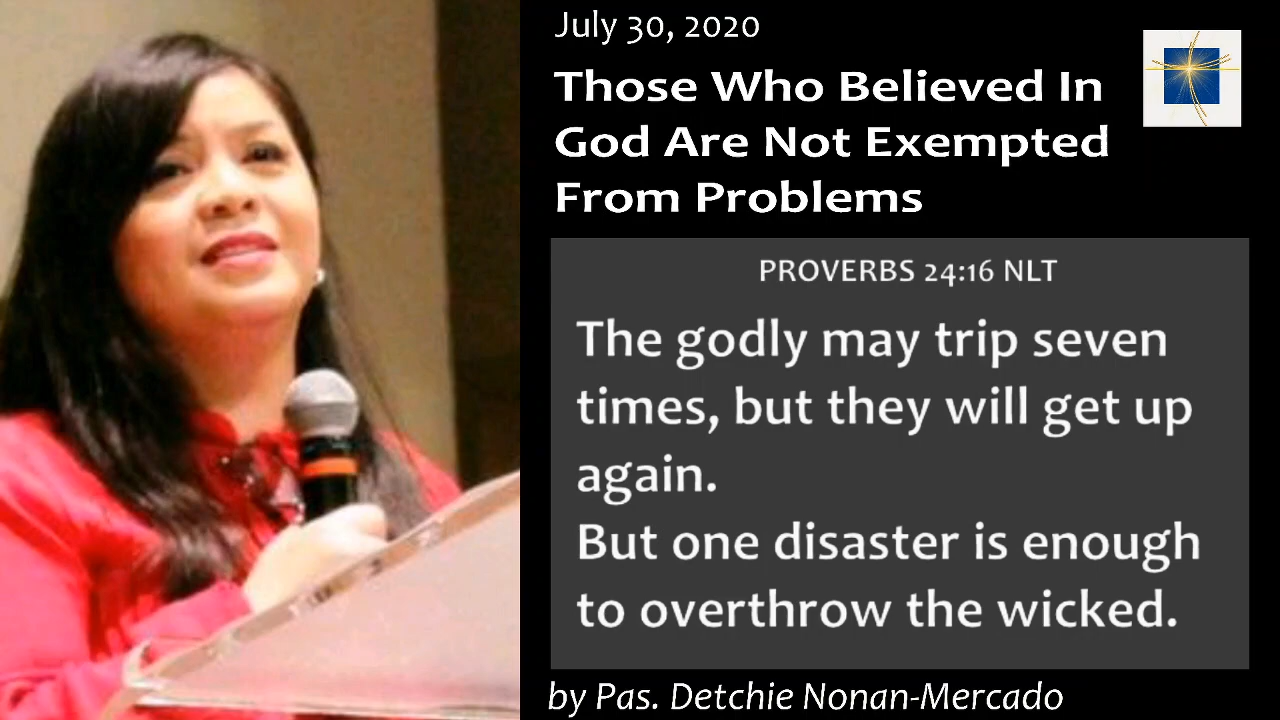 July 30, 2020
Those Who Believed In
God Are Not Exempted
From Problems
PROVERBS 24:16 NLT
The godly may trip seven
times, but they will get up
again.
But one disaster is enough
to overthrow the wicked.
by Pas. Detchie Nonan-Mercado